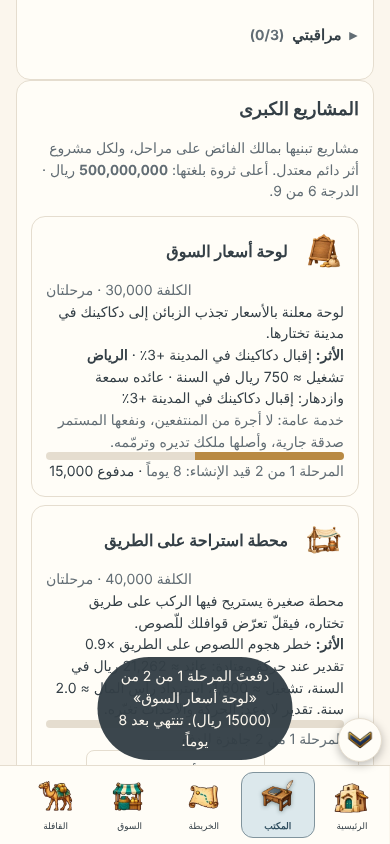 ◀ مراقبتي (0/3)
المشاريع الكبرى
مشاريع تبنيها بمالك الفائض على مراحل، ولكل مشروع
أثر دائم معتدل. أعلى ثروة بلغتها: 500,000,000 ريال ·
الدرجة 6 من 9.
لوحة أسعار السوق
الكلفة 30,000 · مرحلتان
لوحة معلنة بالأسعار تجذب الزبائن إلى دكاكينك في
مدينة تختارها.
الأثر: إقبال دكاكينك في المدينة +3٪ · الرياض
تشغيل ≈ 750 ريال في السنة · عائده سمعة
وازدهار: إقبال دكاكينك في المدينة +3٪
خدمة عامة: لا أجرة من المنتفعين، ونفعها المستمر
صدقة جارية، وأصلها ملكك تديره وترمّمه.
المرحلة 1 من 2 قيد الإنشاء: 8 يوماً · مدفوع 15,000
محطة استراحة على الطريق
الكلفة 40,000 · مرحلتان
محطة صغيرة يستريح فيها الركب على طريق
تختاره، فيقلّ تعرّض قوافلك للّصوص.
الأثر: خطر هجوم اللصوص على الطريق ×0.9
تقدير عند
ريال في
السنة، تشغيل
≈ 2.0
سنة. تقدير
دفعتَ المرحلة 1 من 2 من
«لوحة أسعار السوق»
(15000 ريال). تنتهي بعد 8
يوماً.
الرئيسية
المكتب
الخريطة
السوق
القافلة